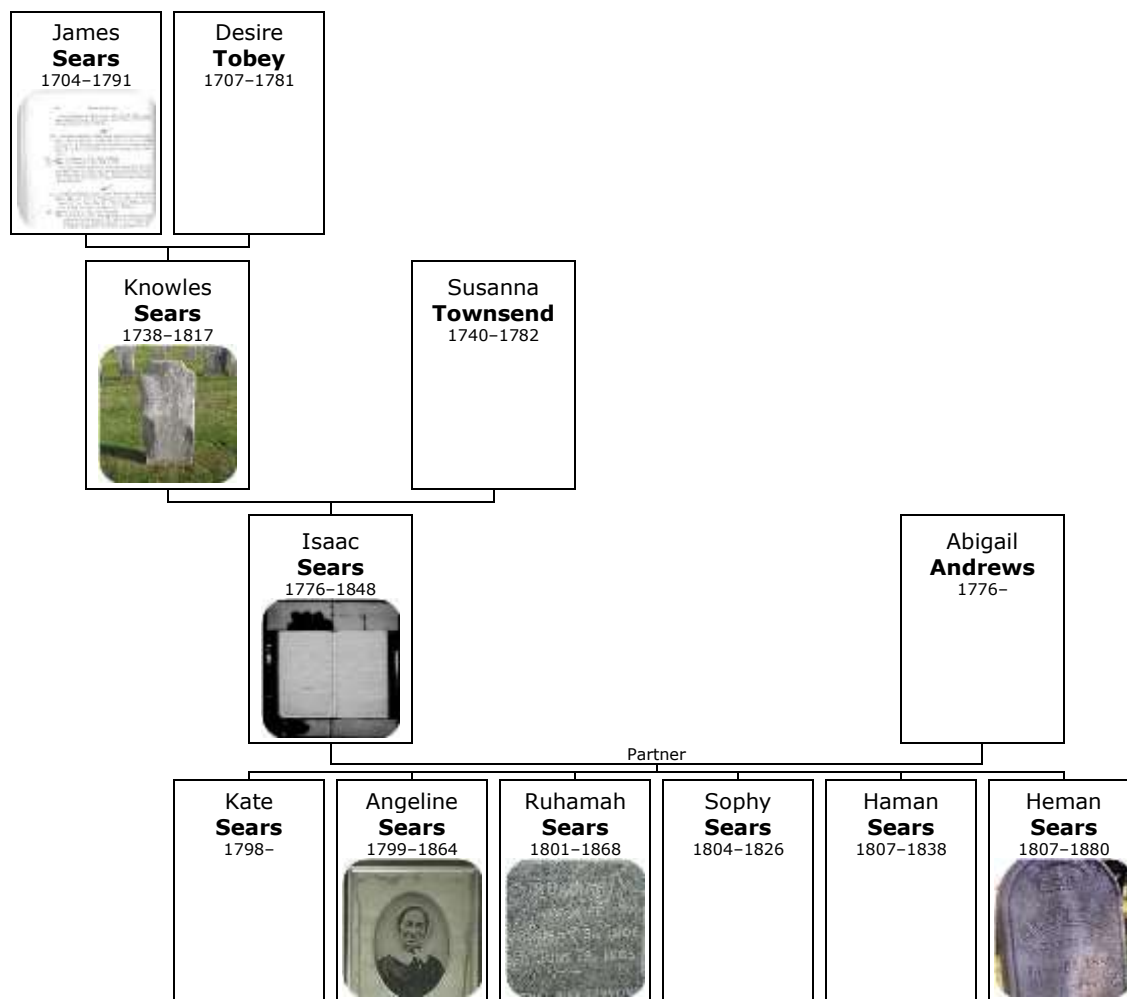 James
Sears
1704–1791
Desire
Tobey
1707–1781
Knowles
Sears
1738–1817
Susanna
Townsend
1740–1782
Isaac
Sears
1776–1848
Abigail
Andrews
1776–
Partner
Kate
Sears
1798–
Angeline
Sears
1799–1864
Ruhamah
Sears
1801–1868
Sophy
Sears
1804–1826
Haman
Sears
1807–1838
Heman
Sears
1807–1880